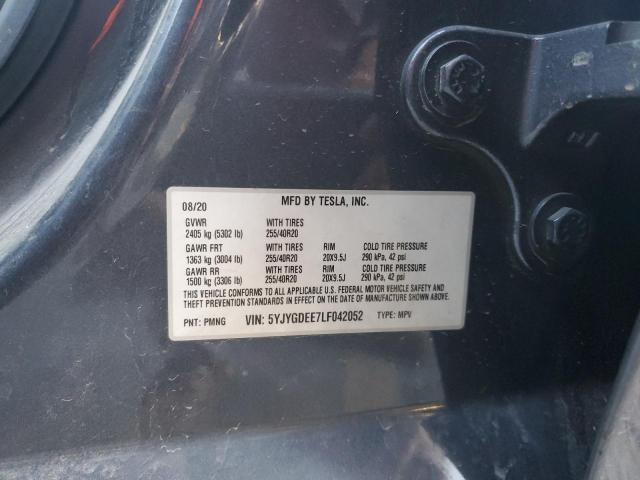 08/20 MFD BY TESLA, INC.
GVWR WITH TIRES
2405 kg (5302 lb) 255/40R20
GAWR FRT WITH TIRES RIM COLD TIRE PRESSURE
1363 kg (3004 lb) 255/40R20 20X9.5J 290 kPa, 42 psi
GAWR RR WITH TIRES RIM COLD TIRE PRESSURE
1500 kg (3306 lb) 255/40R20 20X9.5J 290 kPa, 42 psi
THIS VEHICLE CONFORMS TO ALL APPLICABLE U.S. FEDERAL MOTOR VEHICLE SAFETY AND
THEFT PREVENTION STANDARDS IN EFFECT ON THE DATE OF MANUFACTURE SHOWN ABOVE.
PNT: PMNG VIN: 5YJYGDEE7LF042052 TYPE: MPV